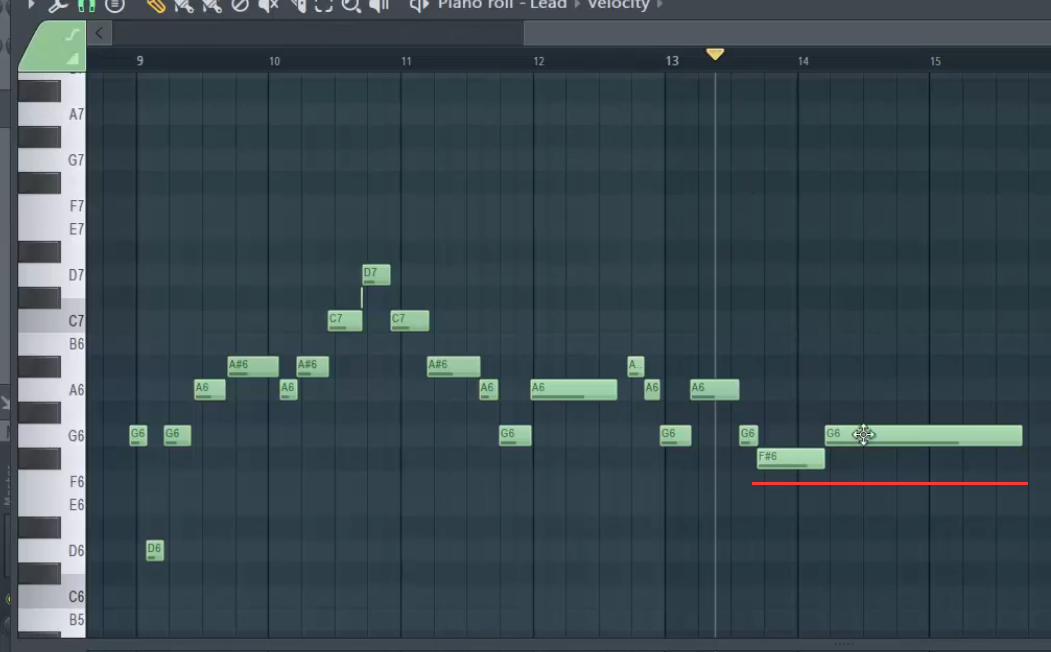 Piano roll - Lead ▸ Velocity ▸
9 10 11 12 13 14 15
A7
G7
F7
E7
D7 D7
C7 C7 C7
B6
A#6 A#6 A#6 A..
A6 A6 A6 A6 A6 A6 A6
G6 G6 G6 G6 G6 G6 G6
F#6
F6
E6
D6 D6
C6
B5